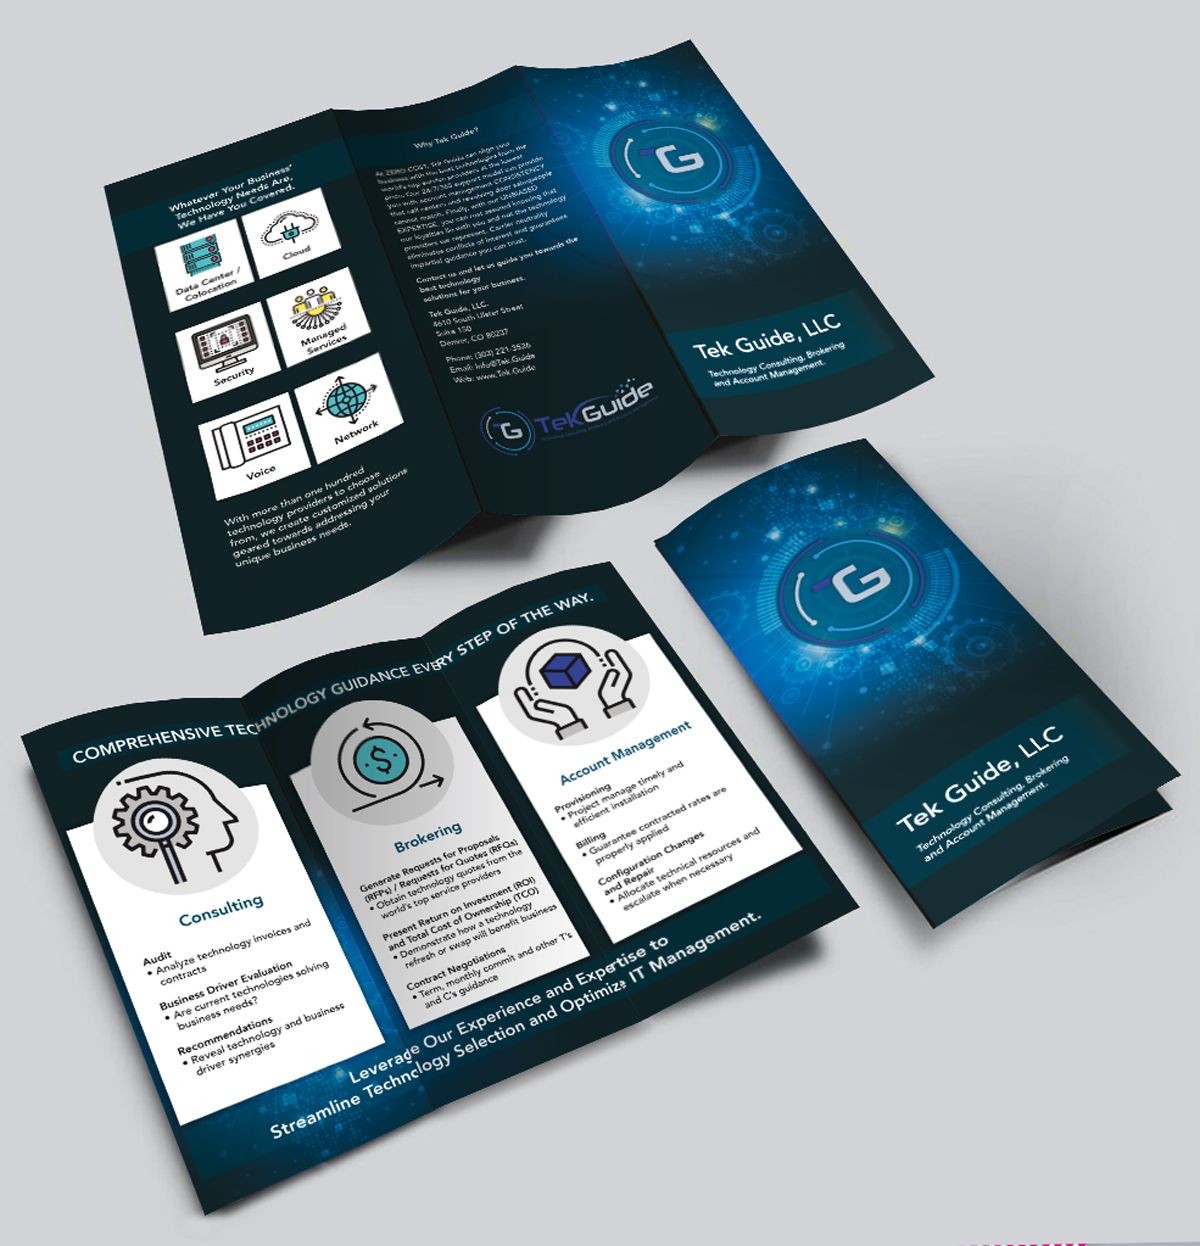 Whatever Your Business'
Technology Needs Are,
We Have You Covered.
Data Center /
Colocation
Cloud
Security
Managed
Services
Voice
Network
With more than one hundred
technology providers to choose
from, we create customized solutions
geared towards addressing your
unique business needs.
Why Tek Guide?
At ZERO COST, Tek Guide can align your
business with the best technologies from the
world's top service providers at the lowest
price. Our 24/7/365 support model can provide
you with account management CONSISTENCY
that call centers and revolving door salespeople
cannot match. Finally, with our UNBIASED
EXPERTISE, you can rest assured knowing that
our loyalties lie with you and not the technology
providers we represent. Carrier neutrality
eliminates conflicts of interest and guarantees
impartial guidance you can trust.
Contact us and let us guide you towards the
best technology
solutions for your business.
Tek Guide, LLC.
4610 South Ulster Street
Suite 150
Denver, CO 80237
Phone: (303) 221-3526
Email: Info@Tek.Guide
Web: www.Tek.Guide
TG
TekGuide
TG
Tek Guide, LLC
Technology Consulting, Brokering
and Account Management.
TG
Tek Guide, LLC
Technology Consulting, Brokering
and Account Management.
COMPREHENSIVE TECHNOLOGY GUIDANCE EVERY STEP OF THE WAY.
Consulting
Audit
• Analyze technology invoices and
contracts
Business Driver Evaluation
• Are current technologies solving
business needs?
Recommendations
• Reveal technology and business
driver synergies
$
Brokering
Generate Requests for Proposals
(RFPs) / Requests for Quotes (RFQs)
• Obtain technology quotes from the
world's top service providers
Present Return on Investment (ROI)
and Total Cost of Ownership (TCO)
• Demonstrate how a technology
refresh or swap will benefit business
Contract Negotiations
• Term, monthly commit and other T's
and C's guidance
Account Management
Provisioning
• Project manage timely and
efficient installation
Billing
• Guarantee contracted rates are
properly applied
Configuration Changes
and Repair
• Allocate technical resources and
escalate when necessary
Leverage Our Experience and Expertise to
Streamline Technology Selection and Optimize IT Management.